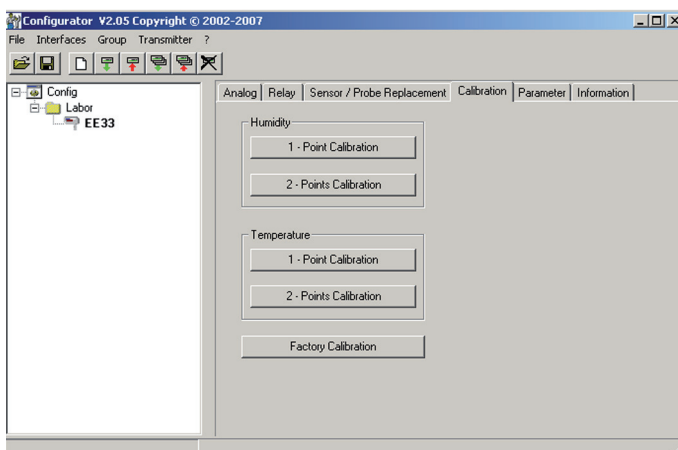 Configurator V2.05 Copyright © 2002-2007
File Interfaces Group Transmitter ?
Config
Labor
EE33
Analog Relay Sensor / Probe Replacement Calibration Parameter Information
Humidity
1 - Point Calibration
2 - Points Calibration
Temperature
1 - Point Calibration
2 - Points Calibration
Factory Calibration